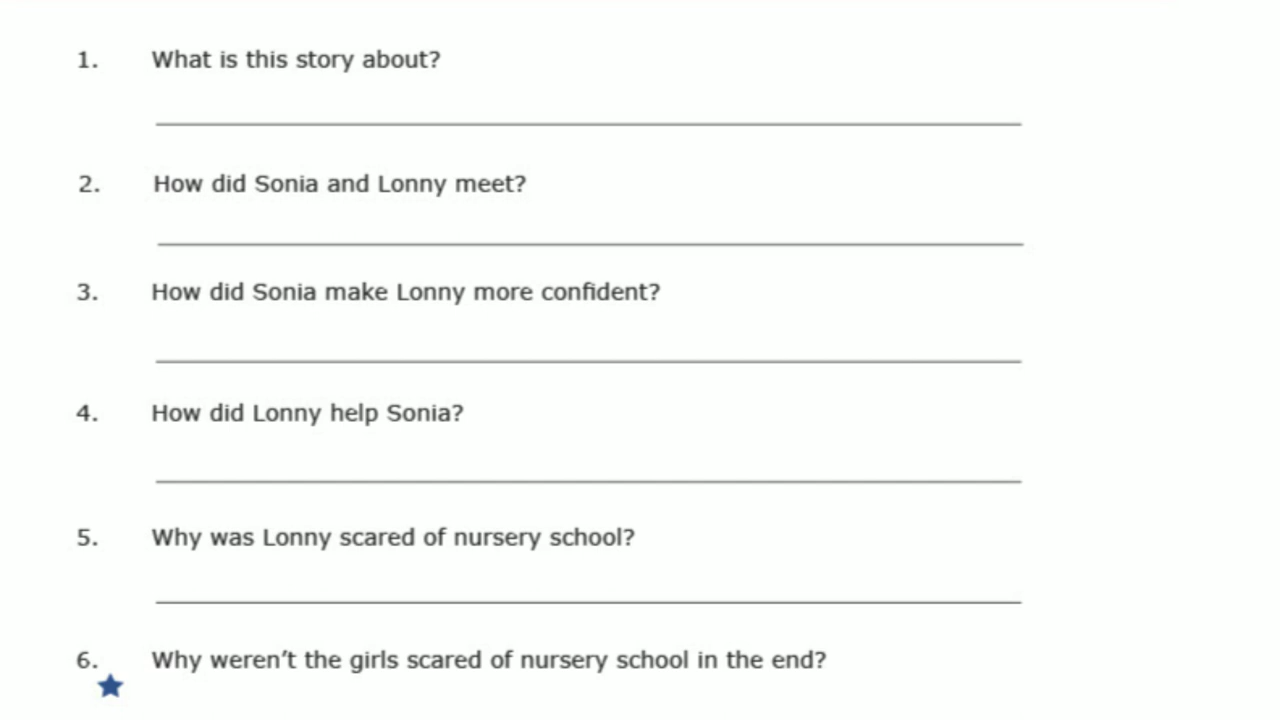 1. What is this story about?
2. How did Sonia and Lonny meet?
3. How did Sonia make Lonny more confident?
4. How did Lonny help Sonia?
5. Why was Lonny scared of nursery school?
6. Why weren’t the girls scared of nursery school in the end?